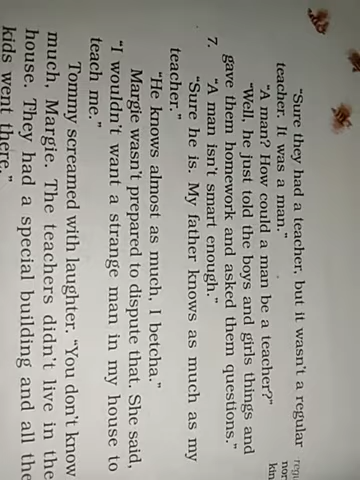 "Sure they had a teacher, but it wasn't a regular
teacher. It was a man."
"A man? How could a man be a teacher?"
"Well, he just told the boys and girls things and
gave them homework and asked them questions."
7. "A man isn't smart enough."
"Sure he is. My father knows as much as my
teacher."
"He knows almost as much, I betcha."
Margie wasn't prepared to dispute that. She said,
"I wouldn't want a strange man in my house to
teach me."
Tommy screamed with laughter. "You don't know
much, Margie. The teachers didn't live in the
house. They had a special building and all the
kids went there."